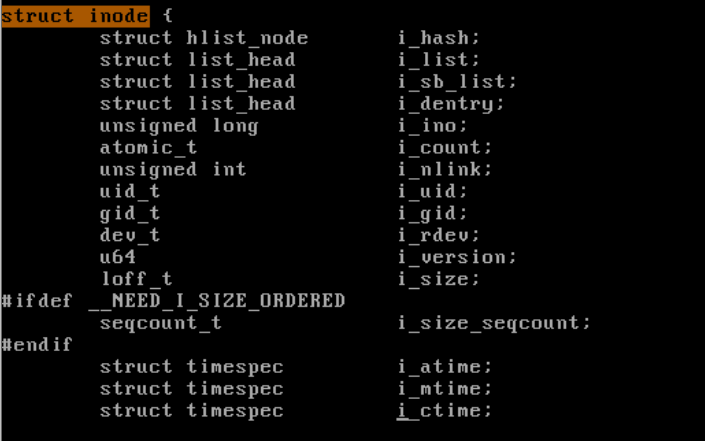 struct inode {
        struct hlist_node       i_hash;
        struct list_head        i_list;
        struct list_head        i_sb_list;
        struct list_head        i_dentry;
        unsigned long           i_ino;
        atomic_t                i_count;
        unsigned int            i_nlink;
        uid_t                   i_uid;
        gid_t                   i_gid;
        dev_t                   i_rdev;
        u64                     i_version;
        loff_t                  i_size;
#ifdef __NEED_I_SIZE_ORDERED
        seqcount_t              i_size_seqcount;
#endif
        struct timespec         i_atime;
        struct timespec         i_mtime;
        struct timespec         i_ctime;